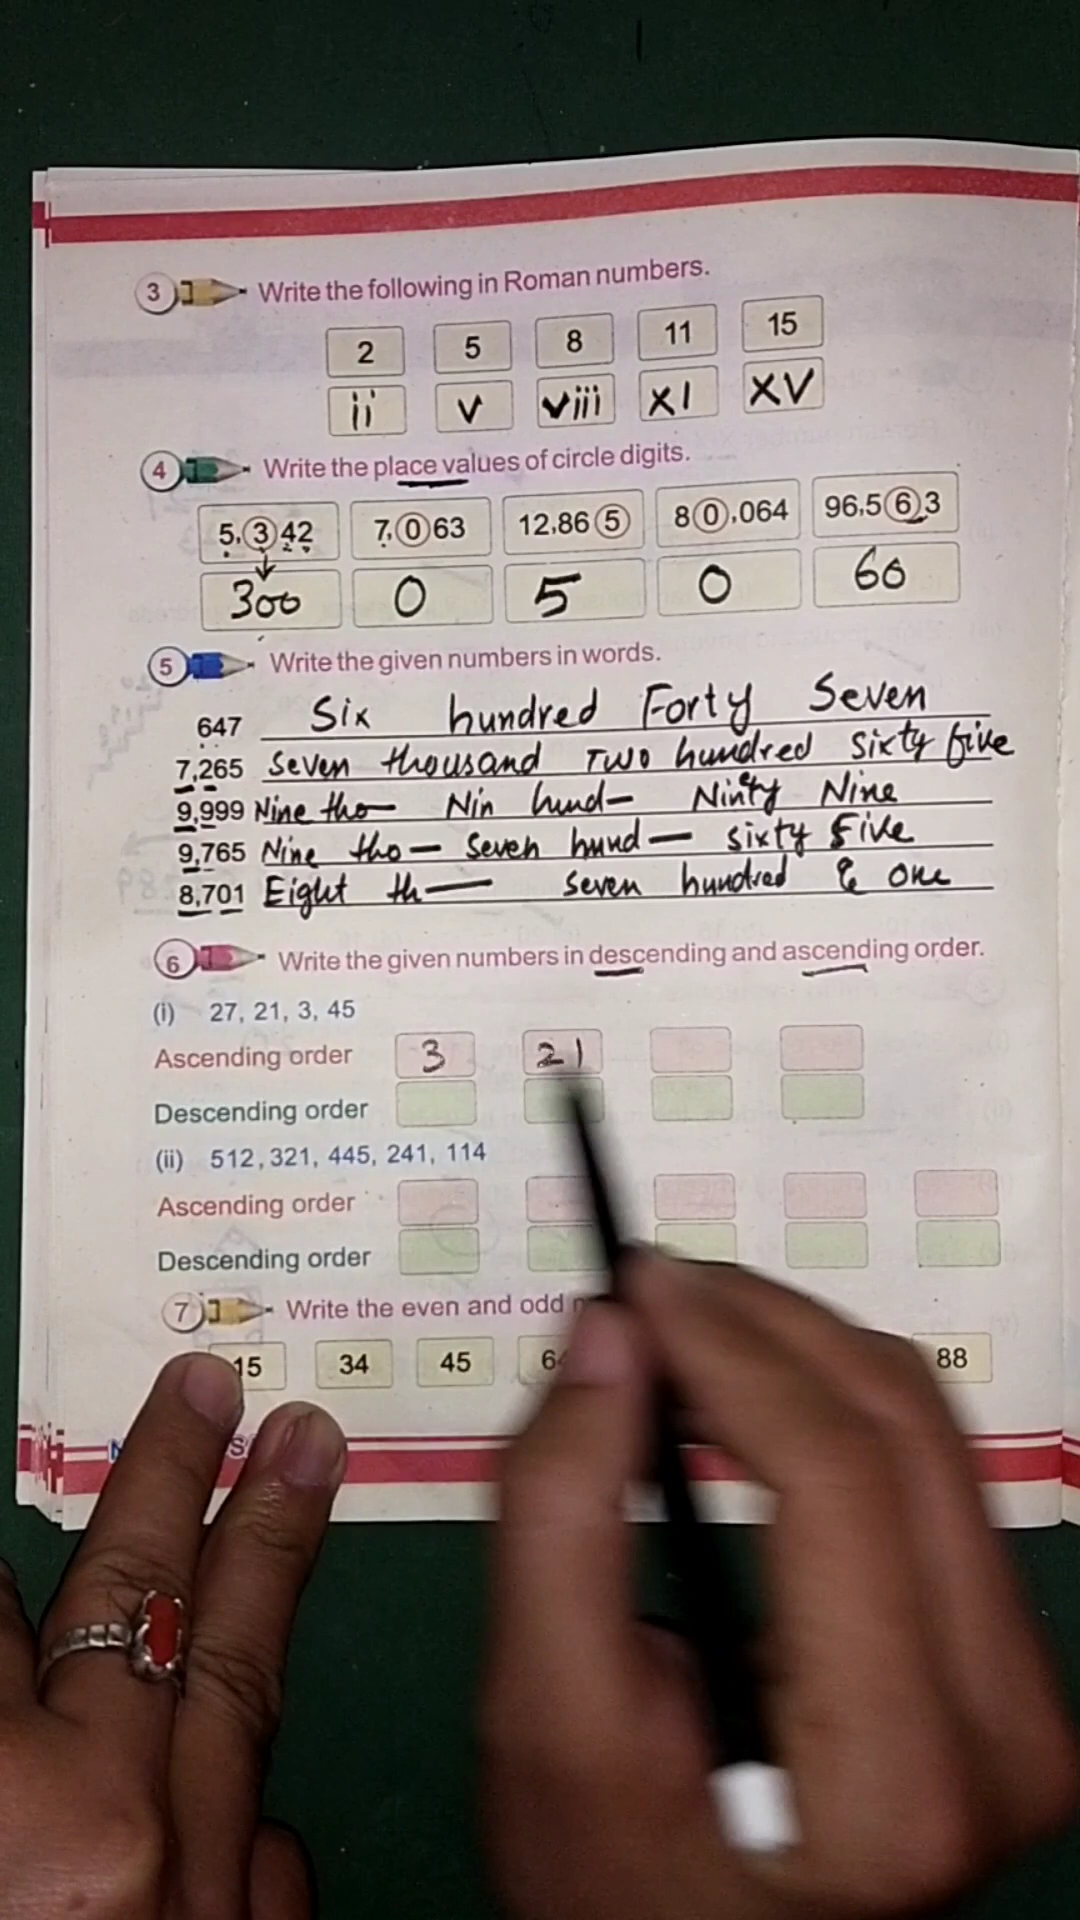 3 Write the following in Roman numbers.
2 5 8 11 15
ii v viii XI XV
4 Write the place values of circle digits.
5,342 7,063 12,865 80,064 96,563
300 0 5 0 60
5 Write the given numbers in words.
647 Six hundred Forty Seven
7,265 Seven thousand Two hundred sixty five
9,999 Nine tho— Nin hund— Ninety Nine
9,765 Nine tho— Seven hund— sixty Five
8,701 Eight th— seven hundred & one
6 Write the given numbers in descending and ascending order.
(i) 27, 21, 3, 45
Ascending order 3 21
Descending order
(ii) 512, 321, 445, 241, 114
Ascending order
Descending order
7 Write the even and odd
15 34 45 88